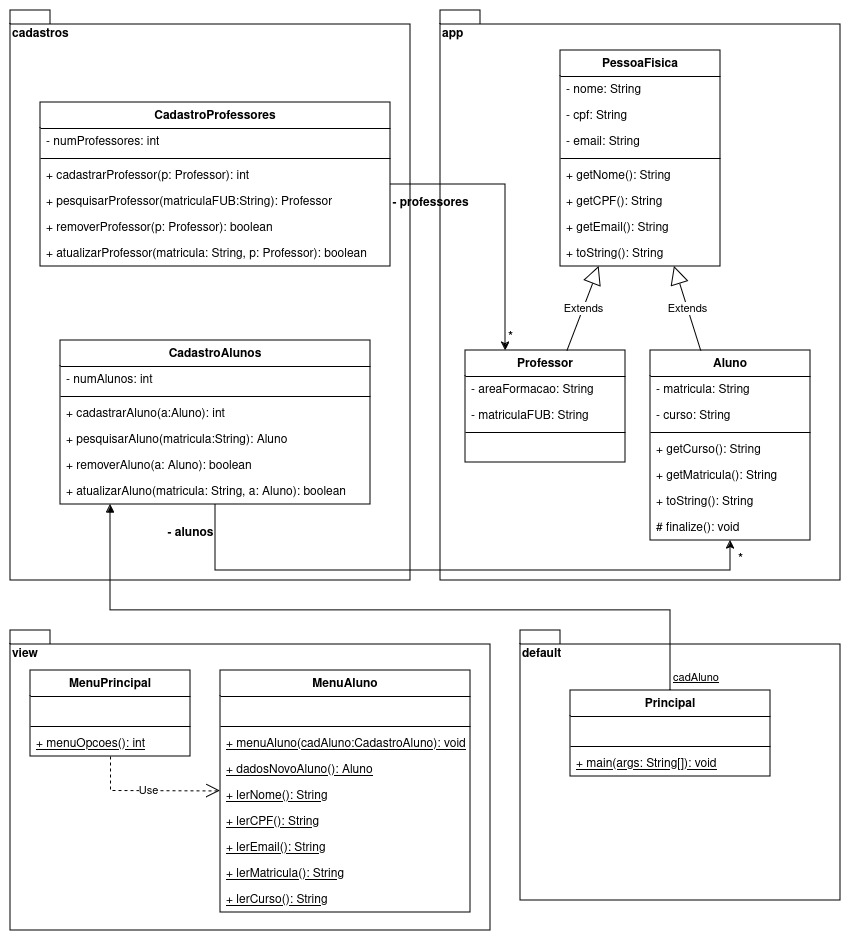 cadastros
CadastroProfessores
- numProfessores: int
+ cadastrarProfessor(p: Professor): int
+ pesquisarProfessor(matriculaFUB:String): Professor
+ removerProfessor(p: Professor): boolean
+ atualizarProfessor(matricula: String, p: Professor): boolean
- professores
*
CadastroAlunos
- numAlunos: int
+ cadastrarAluno(a:Aluno): int
+ pesquisarAluno(matricula:String): Aluno
+ removerAluno(a: Aluno): boolean
+ atualizarAluno(matricula: String, a: Aluno): boolean
- alunos
*
app
PessoaFisica
- nome: String
- cpf: String
- email: String
+ getNome(): String
+ getCPF(): String
+ getEmail(): String
+ toString(): String
Extends
Extends
Professor
- areaFormacao: String
- matriculaFUB: String
Aluno
- matricula: String
- curso: String
+ getCurso(): String
+ getMatricula(): String
+ toString(): String
# finalize(): void
view
MenuPrincipal
+ menuOpcoes(): int
Use
MenuAluno
+ menuAluno(cadAluno:CadastroAluno): void
+ dadosNovoAluno(): Aluno
+ lerNome(): String
+ lerCPF(): String
+ lerEmail(): String
+ lerMatricula(): String
+ lerCurso(): String
default
cadAluno
Principal
+ main(args: String[]): void